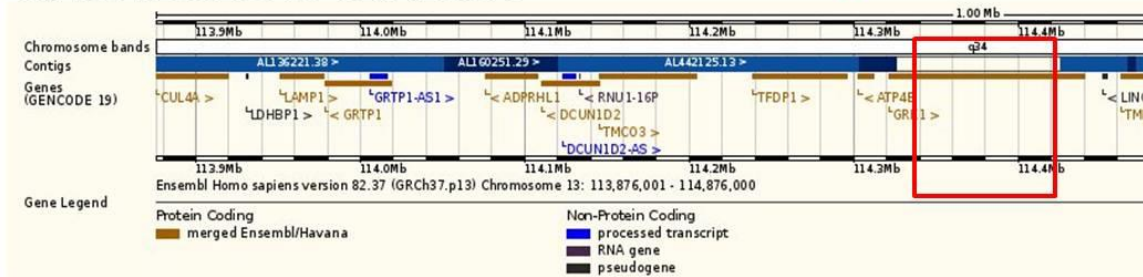 1.00 Mb
113.9Mb 114.0Mb 114.1Mb 114.2Mb 114.3Mb 114.4Mb
Chromosome bands q34
Contigs AL136221.38 > AL160251.29 > AL442125.13 >
Genes
(GENCODE 19)
CUL4A > LAMP1 > GRTP1-AS1 > < ADPRHL1 < RNU1-16P TFDP1 > < ATP4B < LIN
LDHBP1 > < GRTP1 < DCUN1D2 GRK1 > TM
TMCO3 >
DCUN1D2-AS >
113.9Mb 114.0Mb 114.1Mb 114.2Mb 114.3Mb 114.4Mb
Ensembl Homo sapiens version 82.37 (GRCh37.p13) Chromosome 13: 113,876,001 - 114,876,000
Gene Legend
Protein Coding Non-Protein Coding
merged Ensembl/Havana processed transcript
RNA gene
pseudogene